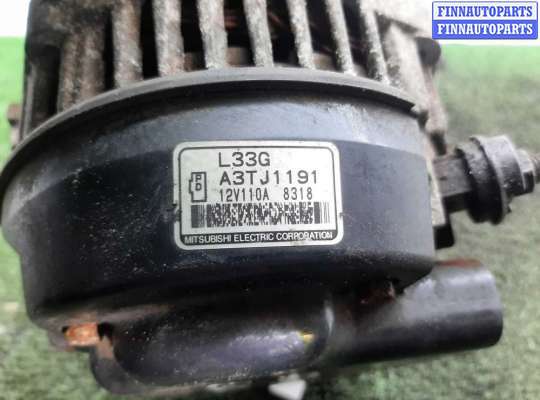 FINNAUTOPARTS
FINNAUTOPARTS
L33G
P D A3TJ1191
12V110A 8318
MITSUBISHI ELECTRIC CORPORATION